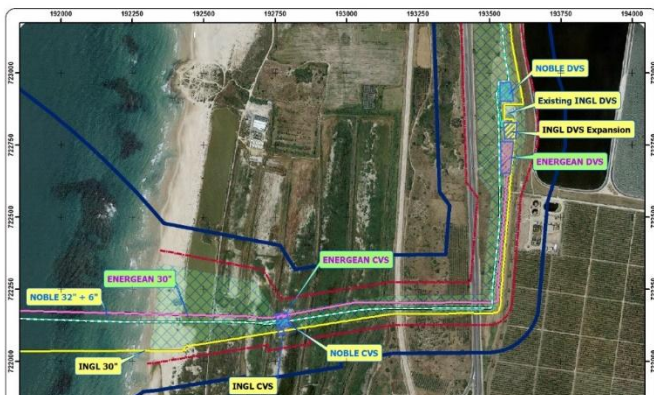 192000 192250 192500 192750 193000 193250 193500 193750 194000
723000
722750
722500
722250
722000
NOBLE DVS
Existing INGL DVS
INGL DVS Expansion
ENERGEAN DVS
ENERGEAN CVS
ENERGEAN 30"
NOBLE 32" + 6"
NOBLE CVS
INGL 30"
INGL CVS